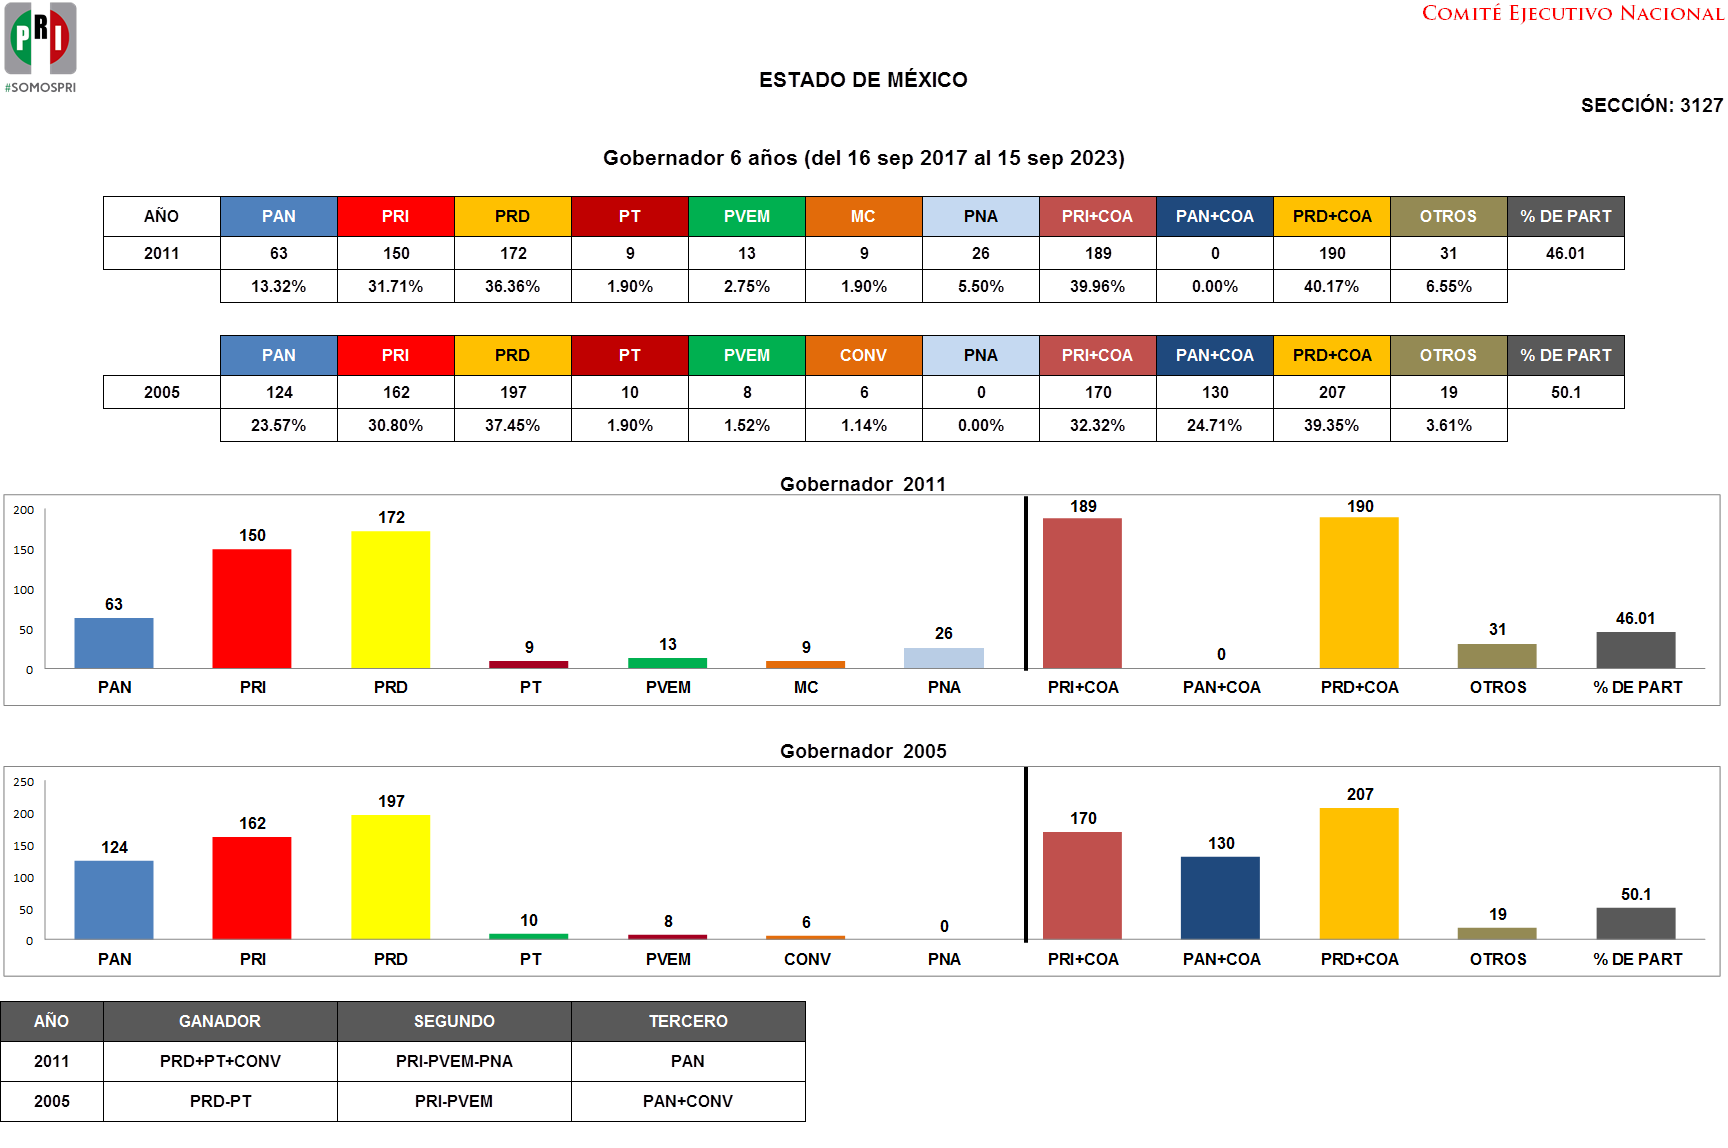 PRI
#SOMOSPRI
COMITÉ EJECUTIVO NACIONAL
ESTADO DE MÉXICO
SECCIÓN: 3127
Gobernador 6 años (del 16 sep 2017 al 15 sep 2023)
AÑO PAN PRI PRD PT PVEM MC PNA PRI+COA PAN+COA PRD+COA OTROS % DE PART
2011 63 150 172 9 13 9 26 189 0 190 31 46.01
13.32% 31.71% 36.36% 1.90% 2.75% 1.90% 5.50% 39.96% 0.00% 40.17% 6.55%
PAN PRI PRD PT PVEM CONV PNA PRI+COA PAN+COA PRD+COA OTROS % DE PART
2005 124 162 197 10 8 6 0 170 130 207 19 50.1
23.57% 30.80% 37.45% 1.90% 1.52% 1.14% 0.00% 32.32% 24.71% 39.35% 3.61%
Gobernador 2011
200
150
100
50
0
63 150 172 9 13 9 26 189 0 190 31 46.01
PAN PRI PRD PT PVEM MC PNA PRI+COA PAN+COA PRD+COA OTROS % DE PART
Gobernador 2005
250
200
150
100
50
0
124 162 197 10 8 6 0 170 130 207 19 50.1
PAN PRI PRD PT PVEM CONV PNA PRI+COA PAN+COA PRD+COA OTROS % DE PART
AÑO GANADOR SEGUNDO TERCERO
2011 PRD+PT+CONV PRI-PVEM-PNA PAN
2005 PRD-PT PRI-PVEM PAN+CONV